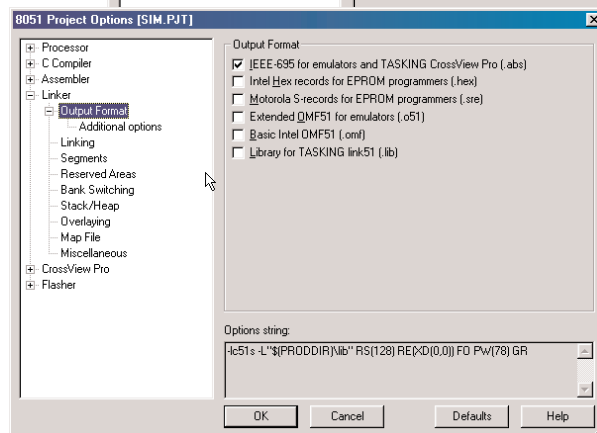 8051 Project Options [SIM.PJT]
Processor
C Compiler
Assembler
Linker
Output Format
Additional options
Linking
Segments
Reserved Areas
Bank Switching
Stack/Heap
Overlaying
Map File
Miscellaneous
CrossView Pro
Flasher
Output Format
IEEE-695 for emulators and TASKING CrossView Pro (.abs)
Intel Hex records for EPROM programmers (.hex)
Motorola S-records for EPROM programmers (.sre)
Extended OMF51 for emulators (.o51)
Basic Intel OMF51 (.omf)
Library for TASKING link51 (.lib)
Options string:
-lc51s -L"$(PRODDIR)\lib" RS(128) RE(XD(0,0)) FO PW(78) GR
OK
Cancel
Defaults
Help